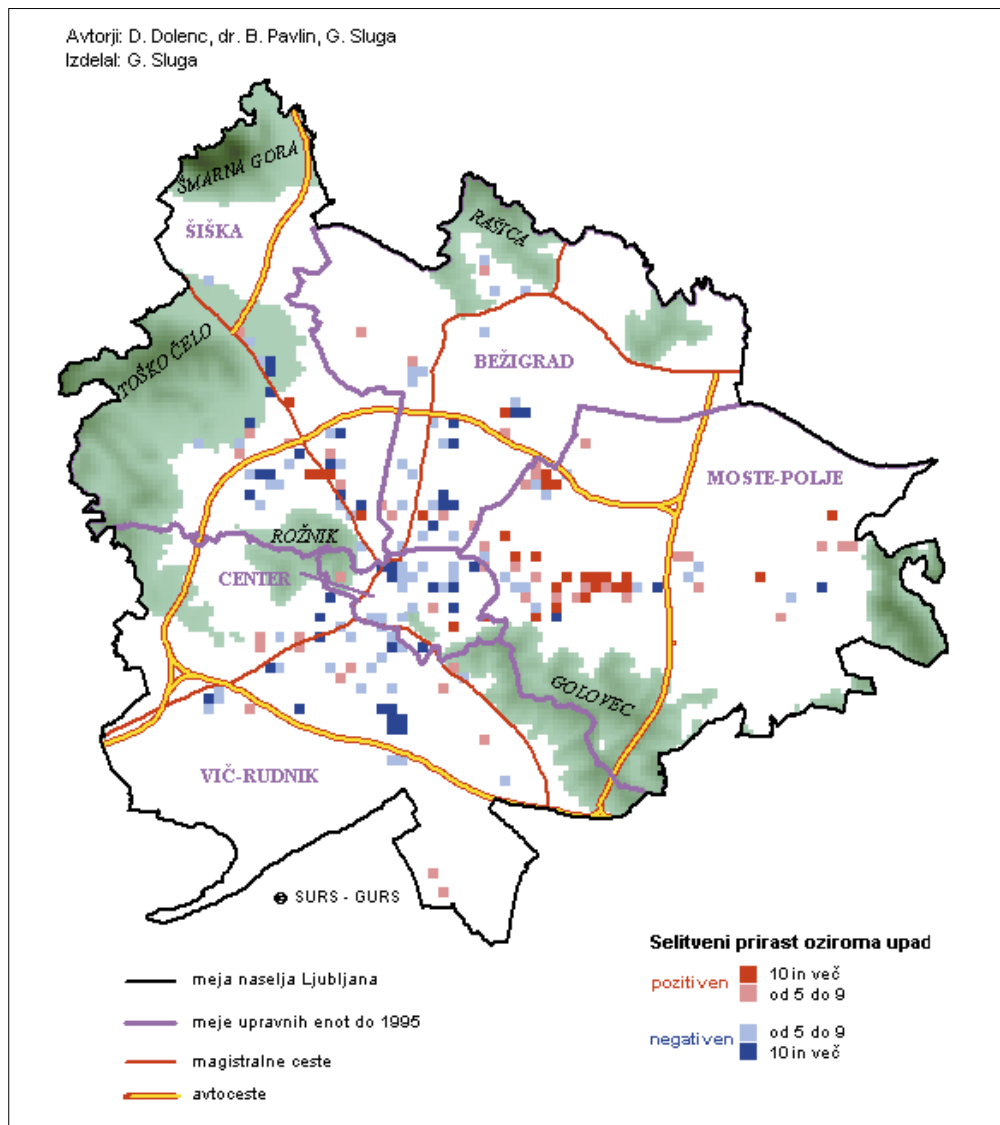 Avtorji: D. Dolenc, dr. B. Pavlin, G. Sluga
Izdelal: G. Sluga
ŠMARNA GORA
ŠIŠKA
RAŠICA
TOŠKO ČELO
BEŽIGRAD
MOSTE-POLJE
ROŽNIK
CENTER
GOLOVEC
VIČ-RUDNIK
© SURS - GURS
Selitveni prirast oziroma upad
pozitiven
10 in več
od 5 do 9
negativen
od 5 do 9
10 in več
meja naselja Ljubljana
meje upravnih enot do 1995
magistralne ceste
avtoceste